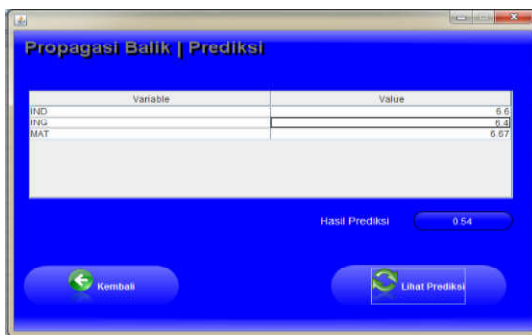 Propagasi Balik | Prediksi
Variable Value
IND 6.6
ING 6.4
MAT 6.67
Hasil Prediksi 0.54
Kembali Lihat Prediksi